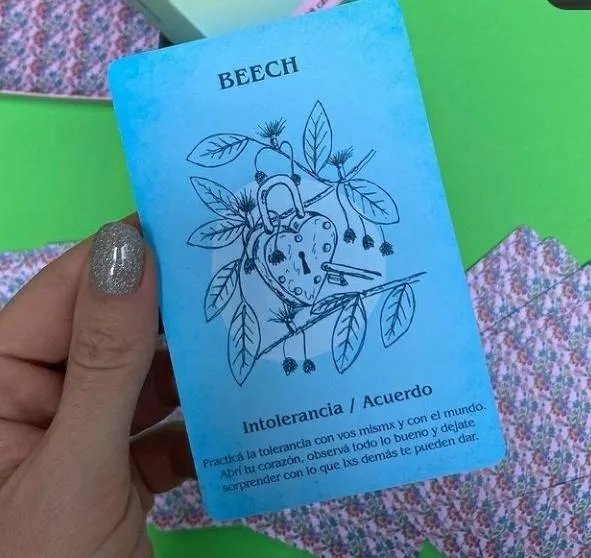 BEECH
Intolerancia / Acuerdo
Practicá la tolerancia con vos mismx y con el mundo.
Abrí tu corazón, observá todo lo bueno y dejate
sorprender con lo que lxs demás te pueden dar.